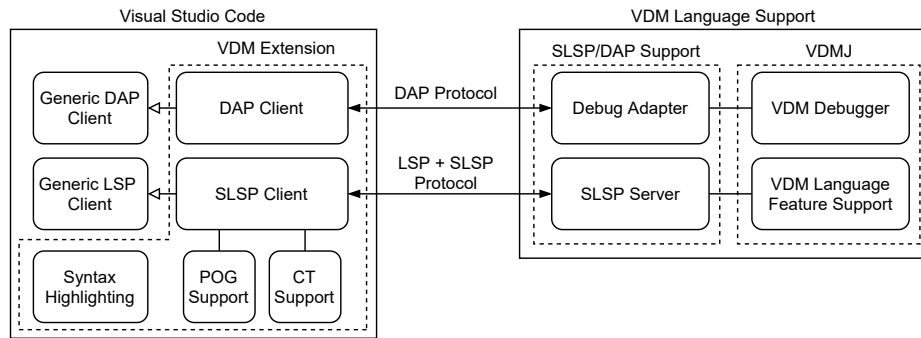 Visual Studio Code
VDM Extension
Generic DAP
Client
DAP Client
Generic LSP
Client
SLSP Client
Syntax
Highlighting
POG
Support
CT
Support
DAP Protocol
LSP + SLSP
Protocol
VDM Language Support
SLSP/DAP Support
VDMJ
Debug Adapter
VDM Debugger
SLSP Server
VDM Language
Feature Support